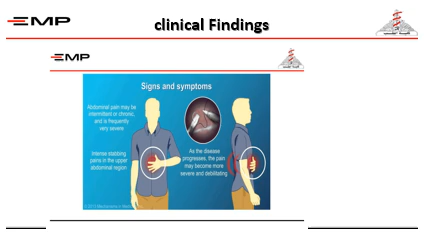 EMP
clinical Findings
EMP
Signs and symptoms
Abdominal pain may be
intermittent or chronic,
and is frequently
very severe
Intense stabbing
pains in the upper
abdominal region
As the disease
progresses, the pain
may become more
severe and debilitating